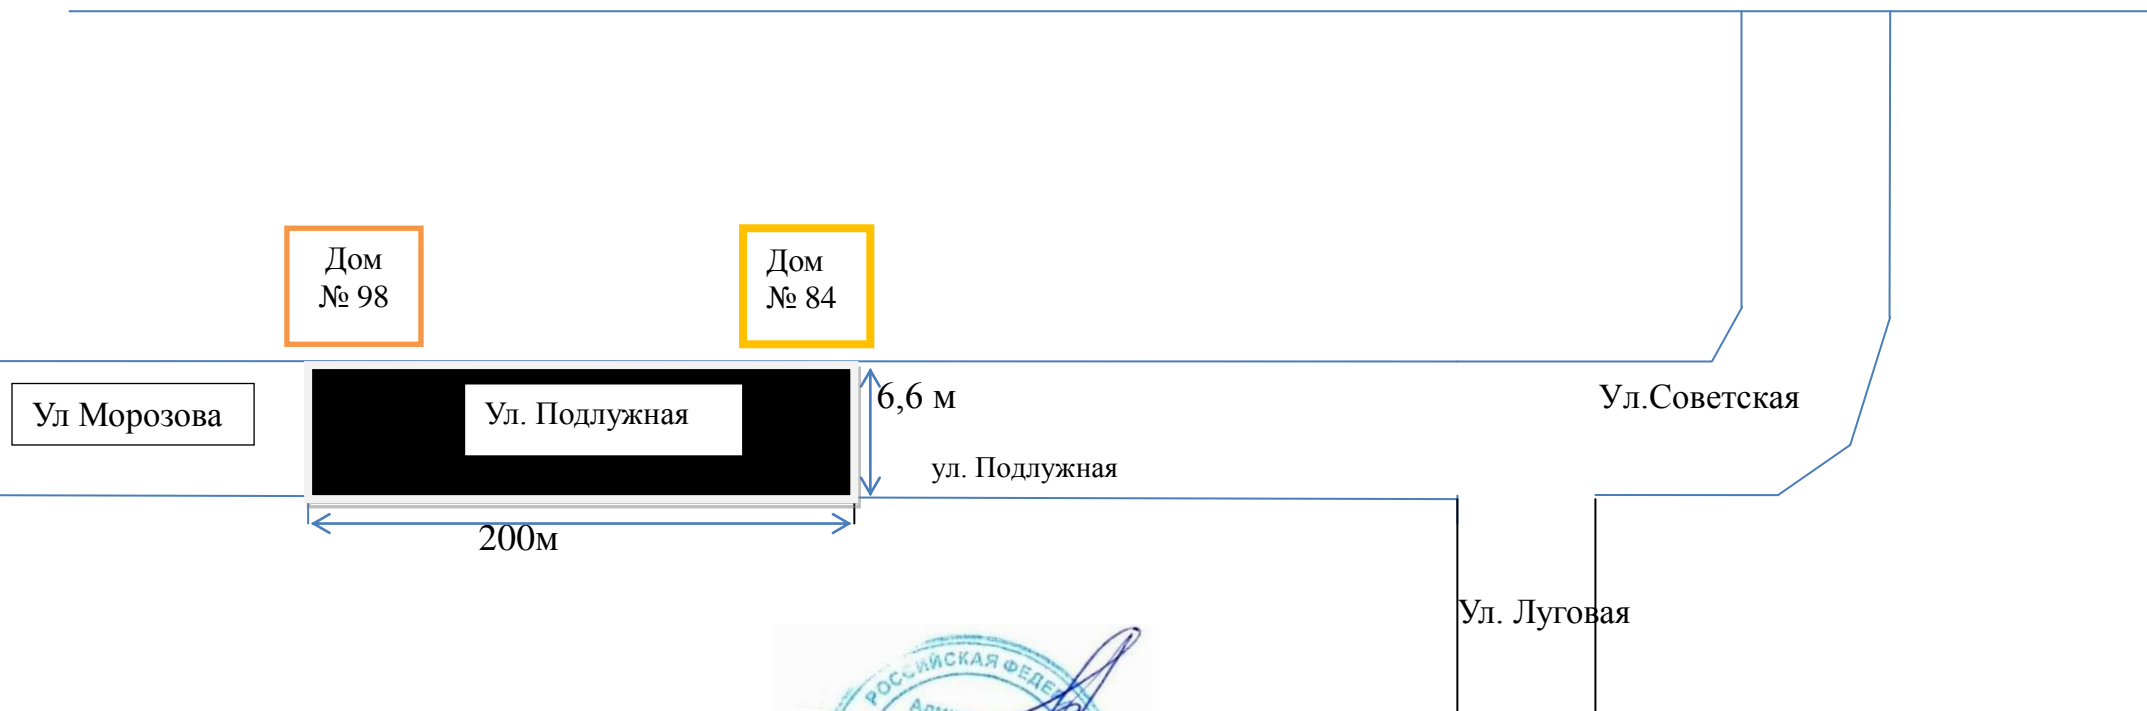 Дом
№ 98
Дом
№ 84
Ул Морозова
Ул. Подлужная
6,6 м
Ул.Советская
ул. Подлужная
200м
Ул. Луговая
РОССИЙСКАЯ